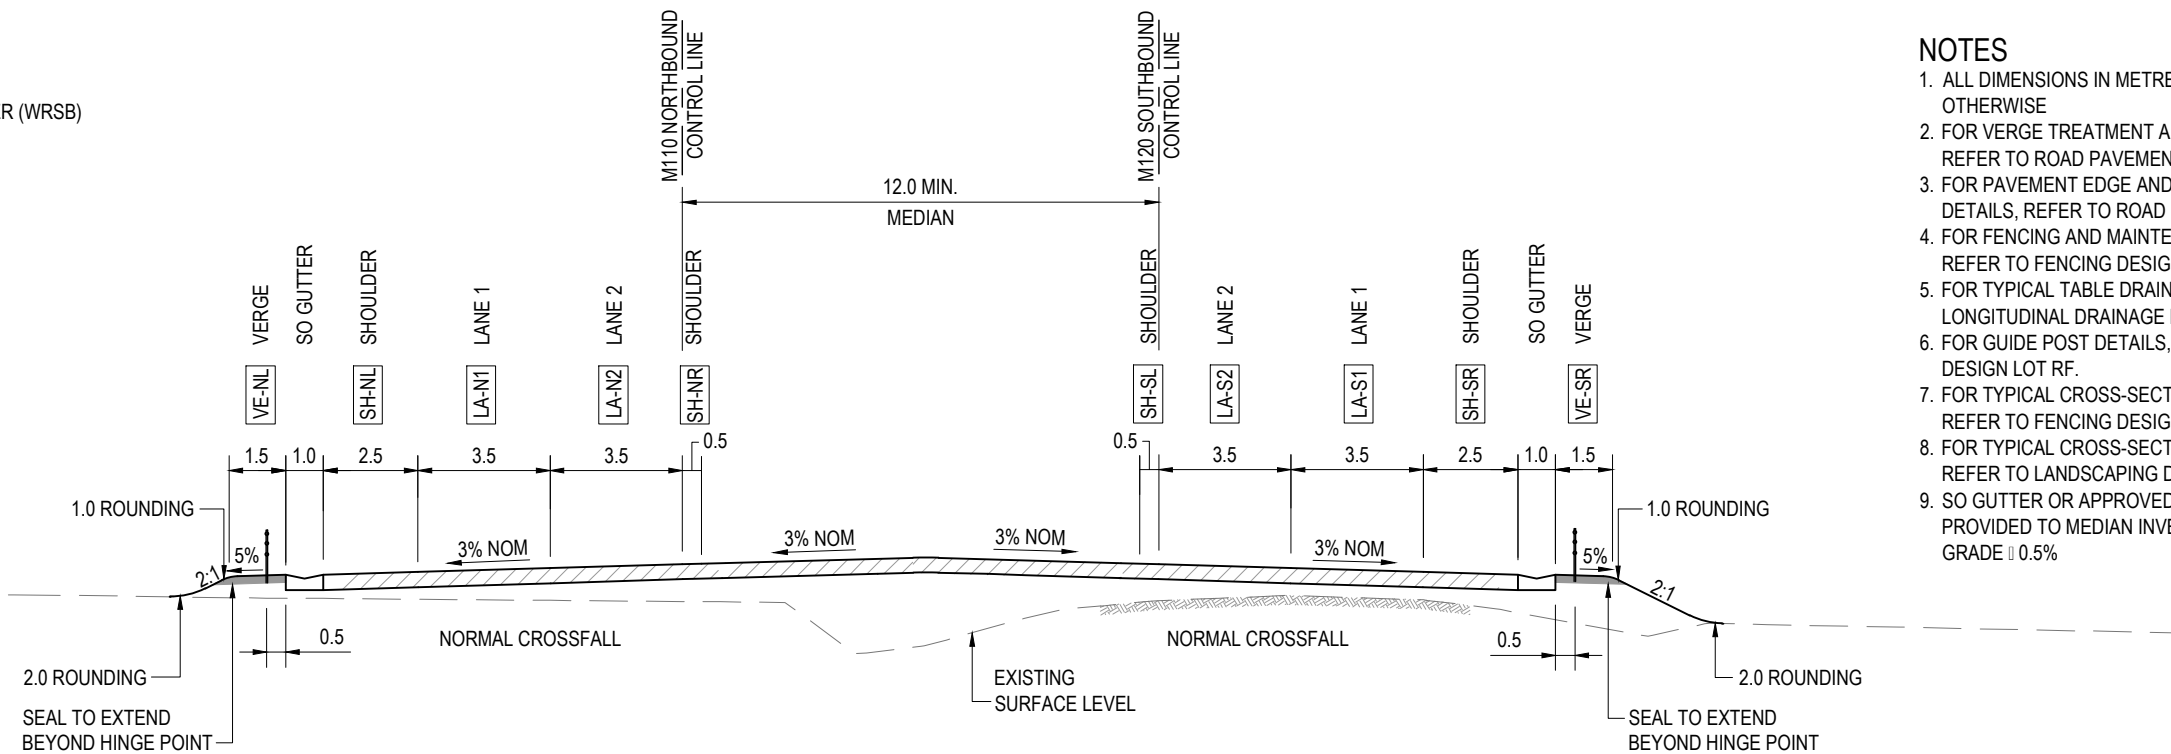 R (WRSB)
M110 NORTHBOUND
CONTROL LINE
M120 SOUTHBOUND
CONTROL LINE
12.0 MIN.
MEDIAN
VERGE
SO GUTTER
SHOULDER
LANE 1
LANE 2
SHOULDER
SHOULDER
LANE 2
LANE 1
SHOULDER
SO GUTTER
VERGE
VE-NL
SH-NL
LA-N1
LA-N2
SH-NR
SH-SL
LA-S2
LA-S1
SH-SR
VE-SR
1.5
1.0
2.5
3.5
3.5
0.5
0.5
3.5
3.5
2.5
1.0
1.5
1.0 ROUNDING
1.0 ROUNDING
2:1
5%
3% NOM
3% NOM
3% NOM
3% NOM
5%
2:1
0.5
NORMAL CROSSFALL
NORMAL CROSSFALL
0.5
2.0 ROUNDING
EXISTING
SURFACE LEVEL
2.0 ROUNDING
SEAL TO EXTEND
BEYOND HINGE POINT
SEAL TO EXTEND
BEYOND HINGE POINT
NOTES
1. ALL DIMENSIONS IN METRE
OTHERWISE
2. FOR VERGE TREATMENT A
REFER TO ROAD PAVEMEN
3. FOR PAVEMENT EDGE AND
DETAILS, REFER TO ROAD
4. FOR FENCING AND MAINTE
REFER TO FENCING DESIG
5. FOR TYPICAL TABLE DRAIN
LONGITUDINAL DRAINAGE
6. FOR GUIDE POST DETAILS,
DESIGN LOT RF.
7. FOR TYPICAL CROSS-SECT
REFER TO FENCING DESIG
8. FOR TYPICAL CROSS-SECT
REFER TO LANDSCAPING D
9. SO GUTTER OR APPROVED
PROVIDED TO MEDIAN INVE
GRADE ▯ 0.5%